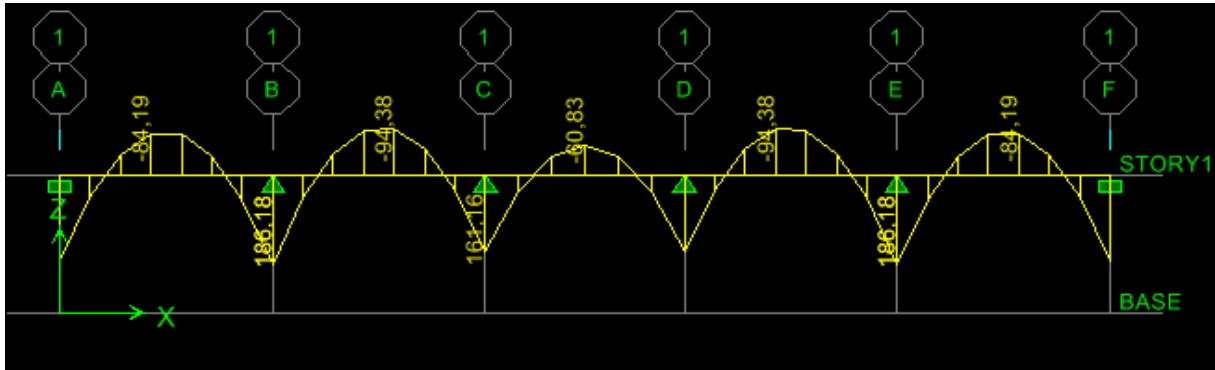 1 1 1 1 1 1
A B C D E F
-84,19 -94,38 -60,83 -94,38 -84,19
STORY1
186,18 161,16 186,18
Z
X
BASE